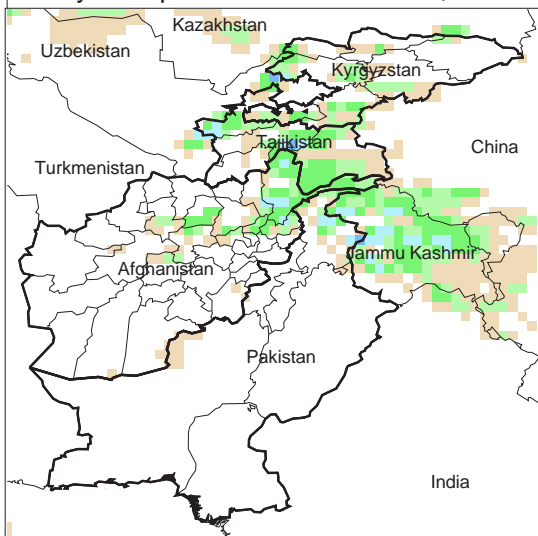 Kazakhstan
Uzbekistan
Kyrgyzstan
Tajikistan
China
Turkmenistan
Jammu Kashmir
Afghanistan
Pakistan
India